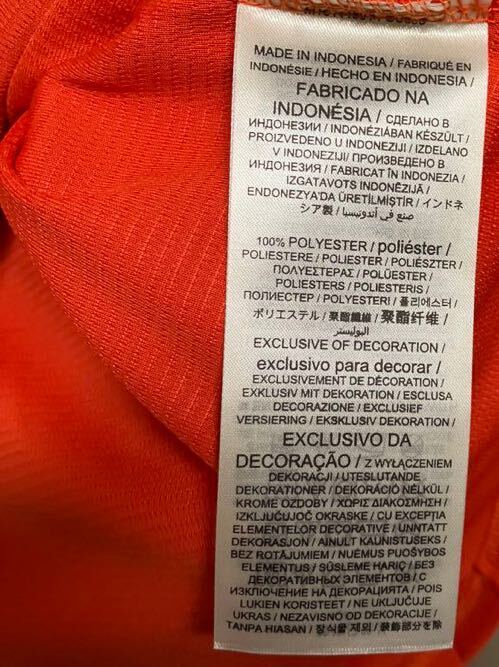 MADE IN INDONESIA / FABRIQUÉ EN
INDONÉSIE / HECHO EN INDONESIA /
FABRICADO NA
INDONÉSIA / СДЕЛАНО В
ИНДОНЕЗИИ / INDONÉZIÁBAN KÉSZÜLT /
PROIZVEDENO U INDONEZIJI / IZDELANO
V INDONEZIJI / ПРОИЗВЕДЕНО В
ИНДОНЕЗИЯ / FABRICAT ÎN INDONEZIA /
IZGATAVOTS INDONĒZIJĀ /
ENDONEZYA'DA ÜRETİLMİŞTİR / インドネ
シア製 / صنع في أندونيسيا
100% POLYESTER / poliéster /
POLIESTERE / POLIESTER / POLIÉSZTER /
ΠΟΛΥΕΣΤΕΡΑΣ / POLÜESTER /
POLIESTERS / POLIESTERIS /
ПОЛИЕСТЕР / POLYESTERI / 폴리에스터 /
ポリエステル / 聚酯纖維 / 聚酯纤维 /
البوليستر
EXCLUSIVE OF DECORATION /
exclusivo para decorar /
EXCLUSIVEMENT DE DÉCORATION /
EXKLUSIV MIT DEKORATION / ESCLUSA
DECORAZIONE / EXCLUSIEF
VERSIERING / EKSKLUSIV DEKORATION /
EXCLUSIVO DA
DECORAÇÃO / Z WYŁĄCZENIEM
DEKORACJI / UTESLUTANDE
DEKORATIONER / DEKORÁCIÓ NÉLKÜL /
KROME OZDOBY / ΧΩΡΙΣ ΔΙΑΚΟΣΜΗΣΗ /
IZKLJUČUJOČ OKRASKE / CU EXCEPŢIA
ELEMENTELOR DECORATIVE / UNNTATT
DEKORASJON / AINULT KAUNISTUSEKS /
BEZ ROTĀJUMIEM / NUĖMUS PUOŠYBOS
ELEMENTUS / SÜSLEME HARİÇ / БЕЗ
ДЕКОРАТИВНЫХ ЭЛЕМЕНТОВ / С
ИЗКЛЮЧЕНИЕ НА ДЕКОРАЦИЯТА / POIS
LUKIEN KORISTEET / NE UKLJUČUJE
UKRAS / NEZAVISNO OD DEKORACIJE /
TANPA HIASAN / 장식물 제외 / 装飾部分を除